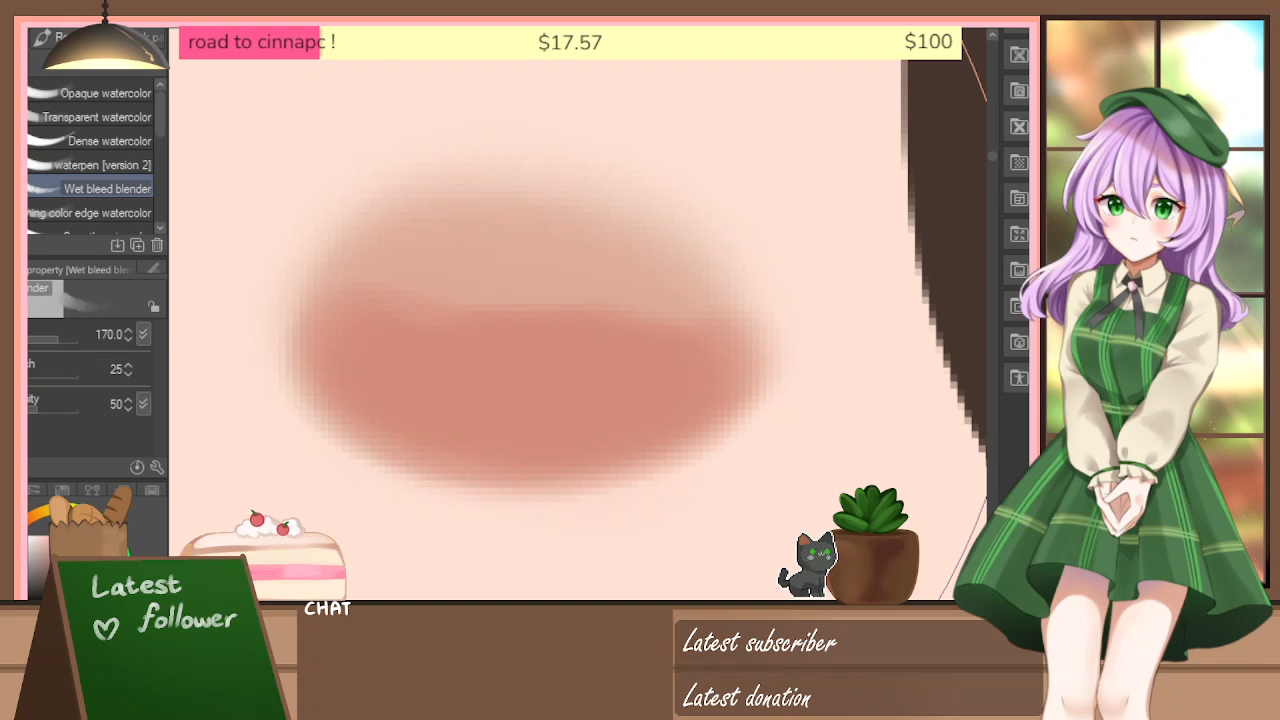 road to cinnapc !
$17.57
$100
Opaque watercolor
Transparent watercolor
Dense watercolor
waterpen [version 2]
Wet bleed blender
color edge watercolor
property [Wet bleed
170.0
25
50
CHAT
Latest
follower
Latest subscriber
Latest donation